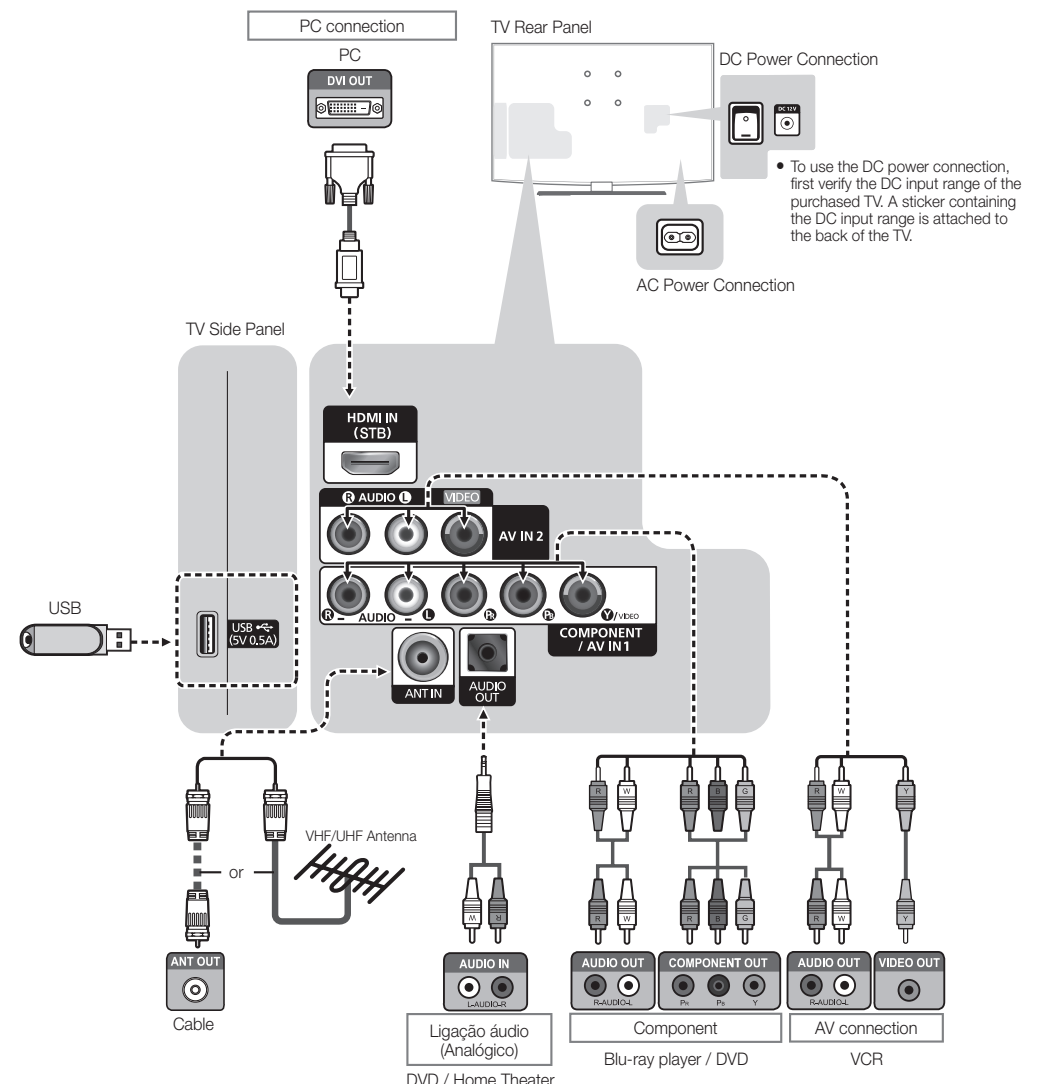 PC connection
PC
DVI OUT
TV Rear Panel
DC Power Connection
DC 12V
• To use the DC power connection,
first verify the DC input range of the
purchased TV. A sticker containing
the DC input range is attached to
the back of the TV.
AC Power Connection
TV Side Panel
HDMI IN
(STB)
R AUDIO L VIDEO
AV IN 2
R - AUDIO - L PR PB Y/VIDEO
COMPONENT
/ AV IN1
USB
USB
(5V 0.5A)
ANT IN
AUDIO
OUT
R W R B G R W Y
VHF/UHF Antenna
or
W R R W R B G R W Y
ANT OUT
Cable
AUDIO IN
L-AUDIO-R
AUDIO OUT
R-AUDIO-L
COMPONENT OUT
PR PB Y
AUDIO OUT
R-AUDIO-L
VIDEO OUT
Ligação áudio
(Analógico)
DVD / Home Theater
Component
Blu-ray player / DVD
AV connection
VCR